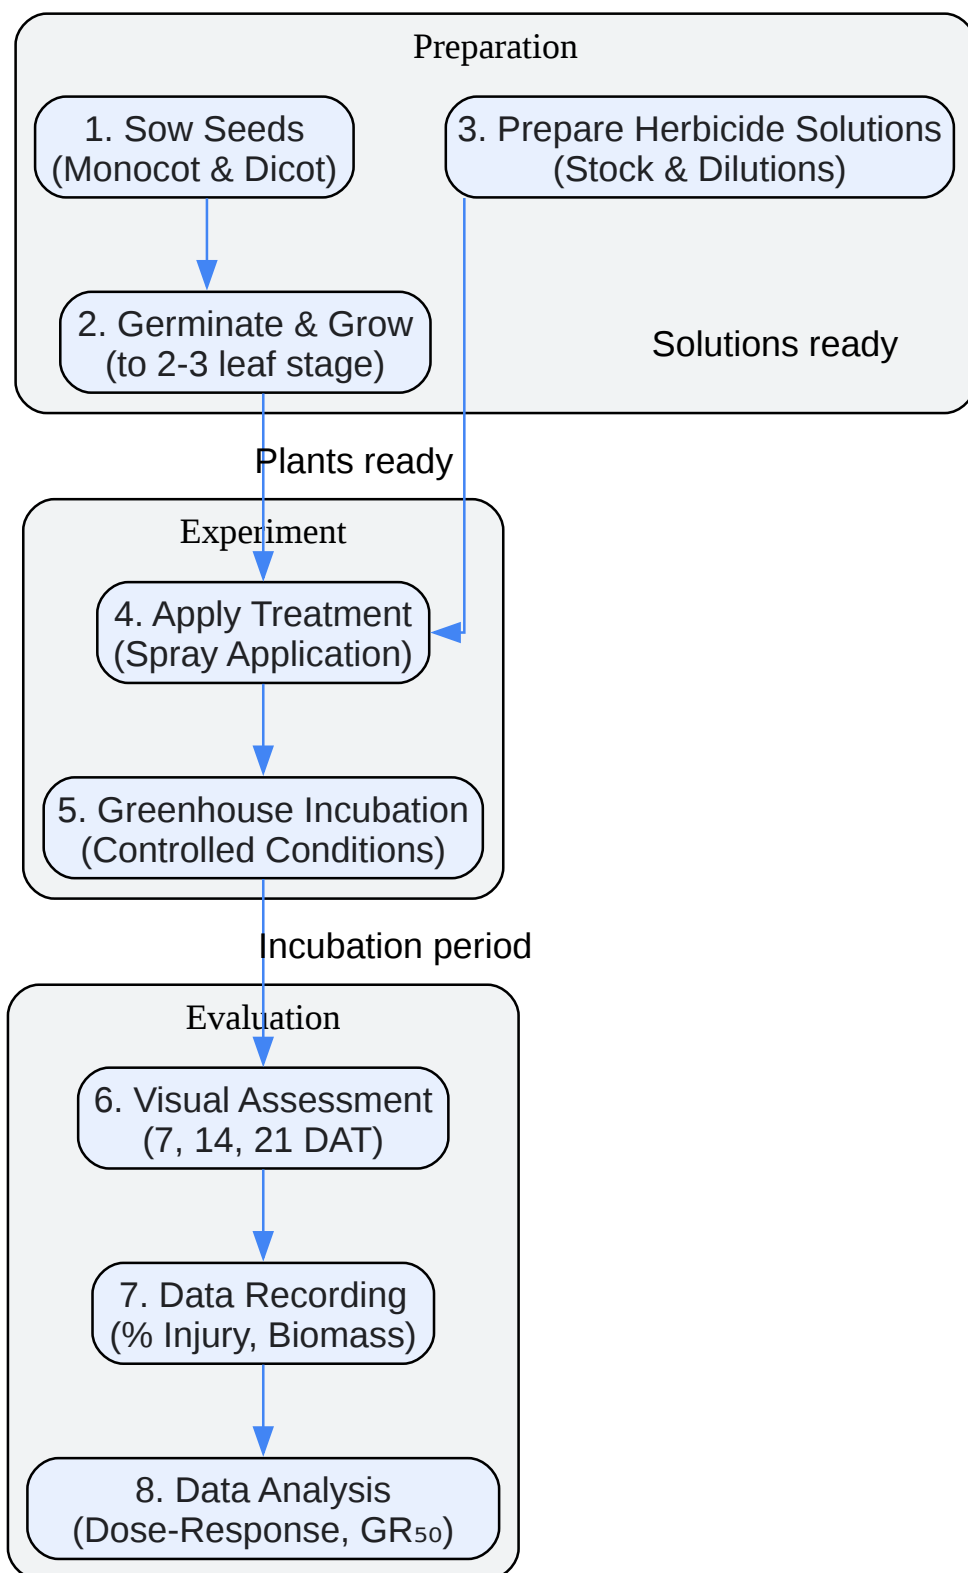 Preparation
1. Sow Seeds
(Monocot & Dicot)
3. Prepare Herbicide Solutions
(Stock & Dilutions)
2. Germinate & Grow
(to 2-3 leaf stage)
Solutions ready
Plants ready
Experiment
4. Apply Treatment
(Spray Application)
5. Greenhouse Incubation
(Controlled Conditions)
Incubation period
Evaluation
6. Visual Assessment
(7, 14, 21 DAT)
7. Data Recording
(% Injury, Biomass)
8. Data Analysis
(Dose-Response, GR₅₀)